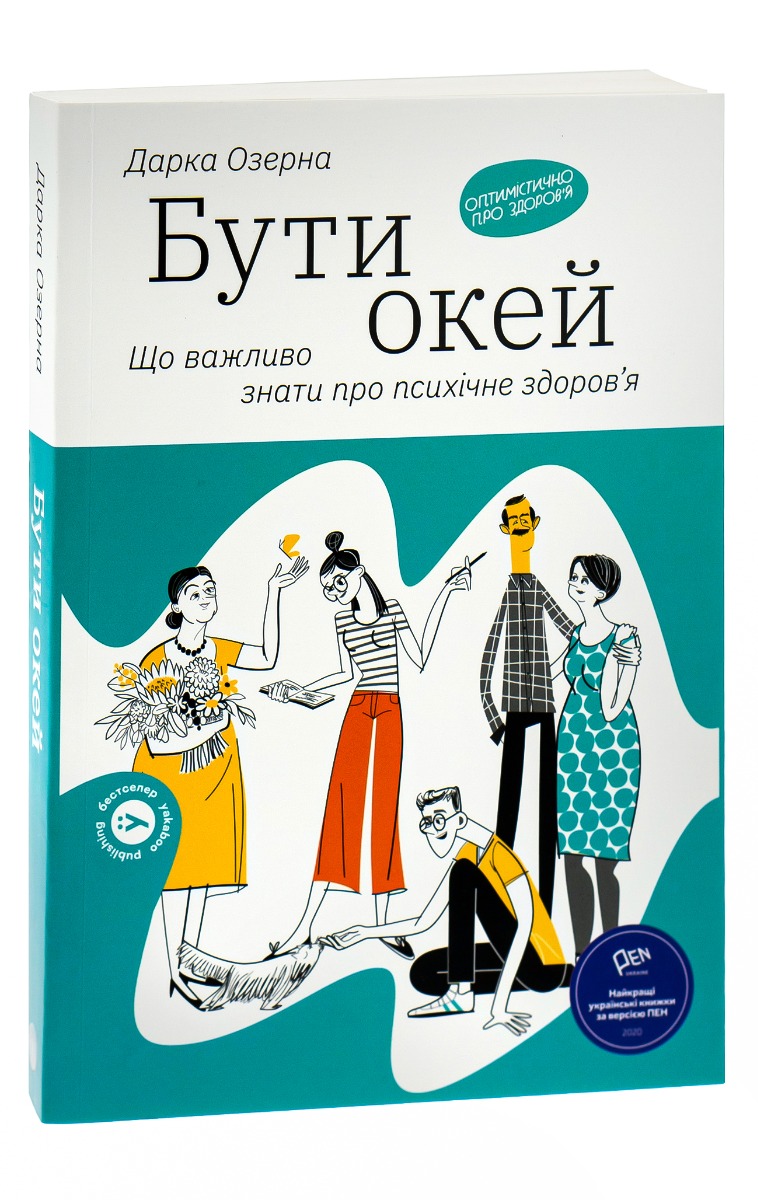 Дарка Озерна
оптимістично
про здоров'я
Бути
окей
Що важливо
знати про психічне здоров'я
Дарка Озерна
Бути окей
бестселер yakaboo publishing
ÿ
PEN
UKRAINE
Найкращі
українські книжки
за версією ПЕН
2020